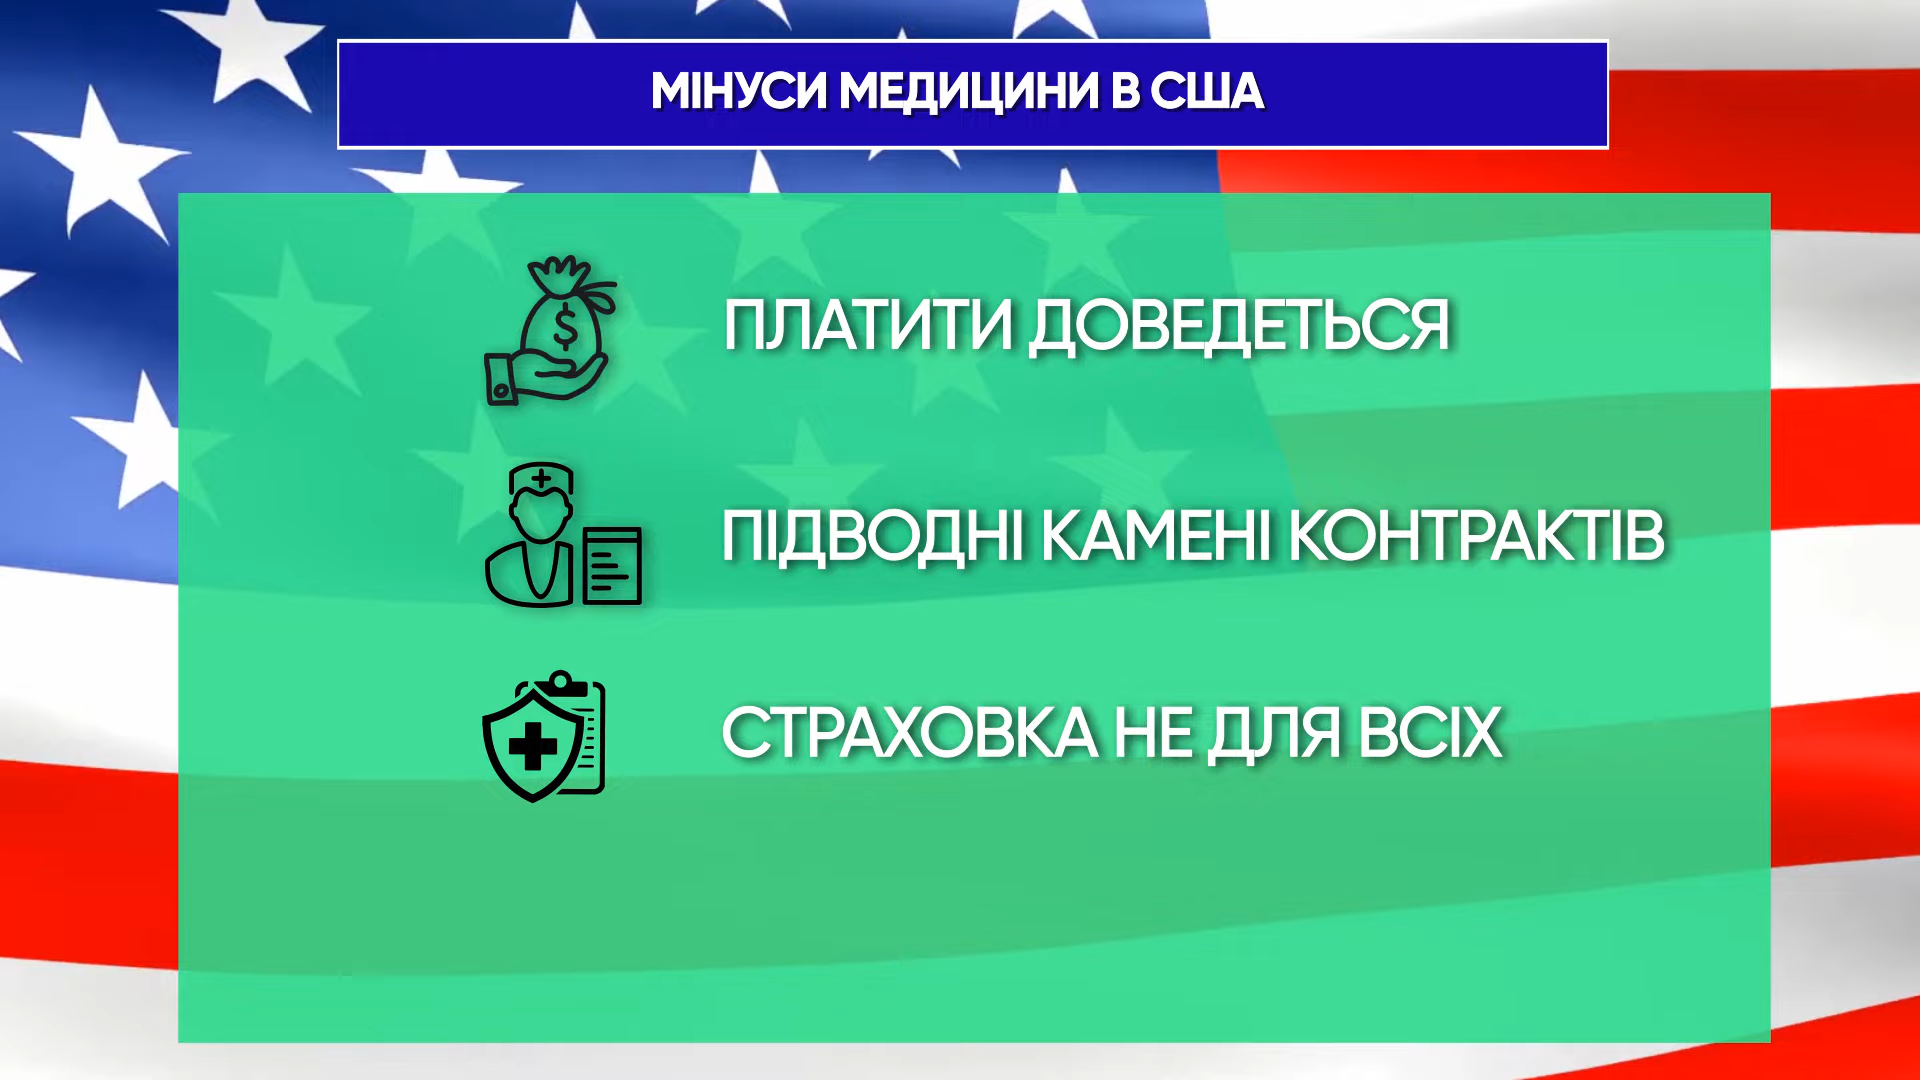 МІНУСИ МЕДИЦИНИ В США
ПЛАТИТИ ДОВЕДЕТЬСЯ
ПІДВОДНІ КАМЕНІ КОНТРАКТІВ
СТРАХОВКА НЕ ДЛЯ ВСІХ